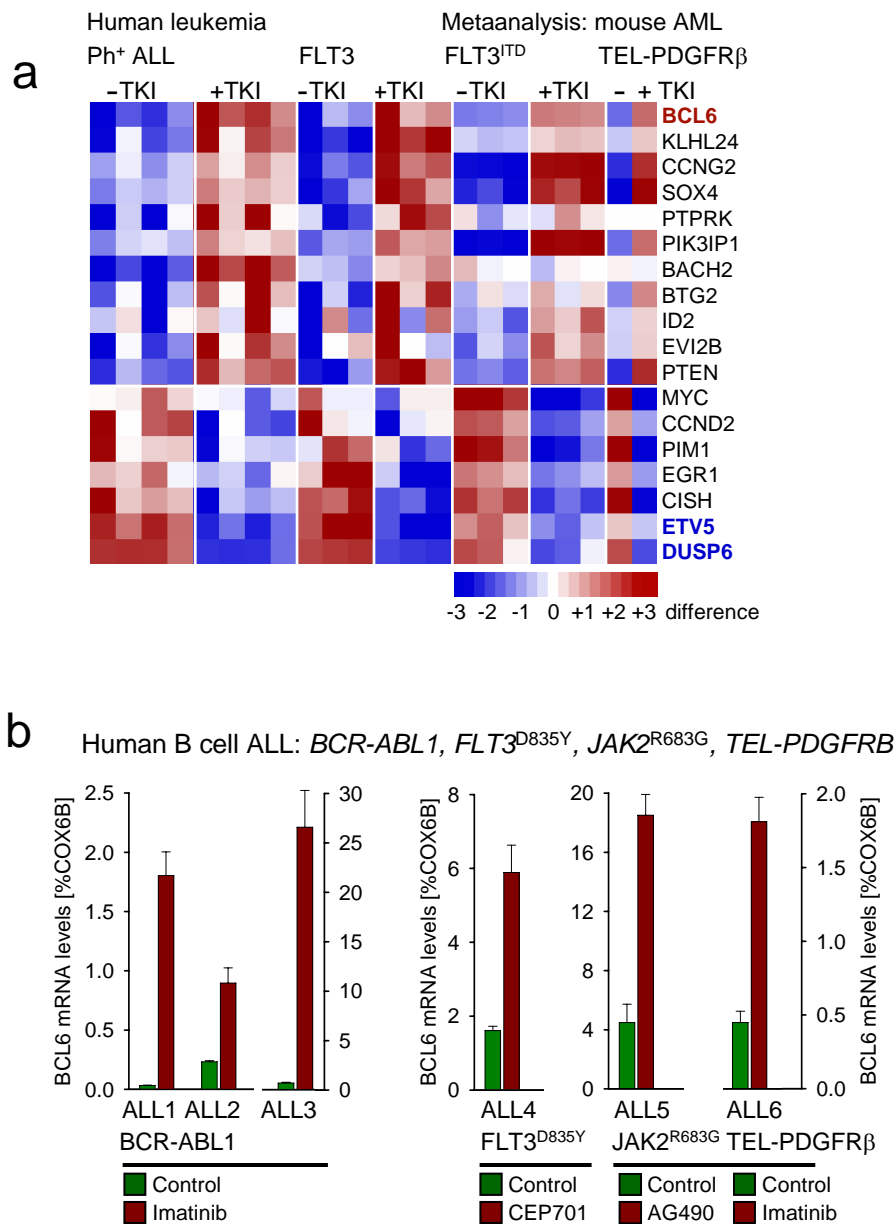 Human leukemia Metaanalysis: mouse AML
Ph+ ALL FLT3 FLT3ITD TEL-PDGFRβ
a
–TKI +TKI –TKI +TKI –TKI +TKI – + TKI
BCL6
KLHL24
CCNG2
SOX4
PTPRK
PIK3IP1
BACH2
BTG2
ID2
EVI2B
PTEN
MYC
CCND2
PIM1
EGR1
CISH
ETV5
DUSP6
-3 -2 -1 0 +1 +2 +3 difference
b
Human B cell ALL: BCR-ABL1, FLT3D835Y, JAK2R683G, TEL-PDGFRB
BCL6 mRNA levels [%COX6B]
2.5
2.0
1.5
1.0
0.5
0.0
30
25
20
15
10
5
0
BCL6 mRNA levels [%COX6B]
8
6
4
2
0
20
16
12
8
4
0
2.0
1.5
1.0
0.5
0.0
BCL6 mRNA levels [%COX6B]
ALL1 ALL2 ALL3 ALL4 ALL5 ALL6
BCR-ABL1 FLT3D835Y JAK2R683G TEL-PDGFRβ
Control Control Control Control
Imatinib CEP701 AG490 Imatinib